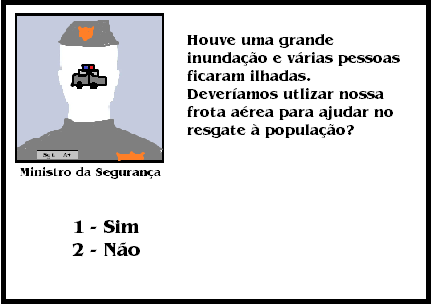 Houve uma grande
inundação e várias pessoas
ficaram ilhadas.
Deveríamos utlizar nossa
frota aérea para ajudar no
resgate à população?
Ministro da Segurança
1 - Sim
2 - Não